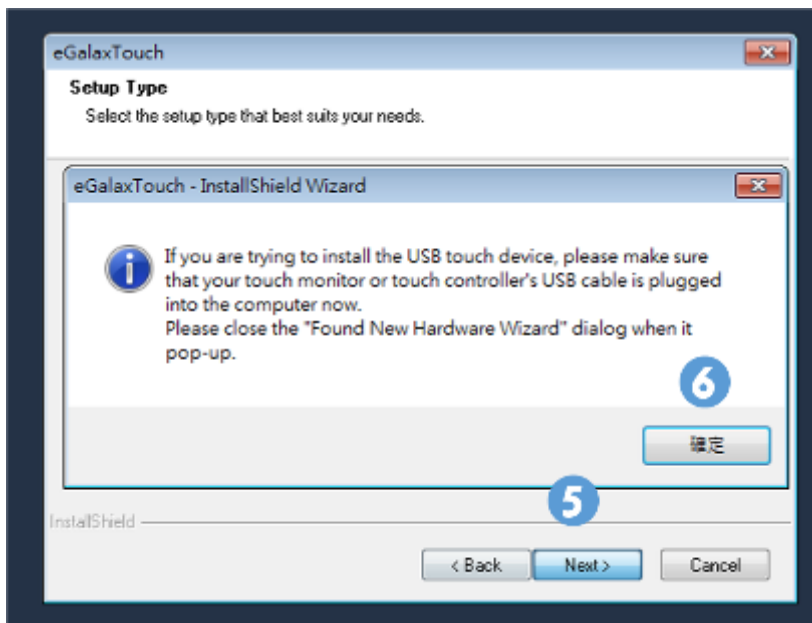 eGalaxTouch
Setup Type
Select the setup type that best suits your needs.
eGalaxTouch - InstallShield Wizard
If you are trying to install the USB touch device, please make sure
that your touch monitor or touch controller's USB cable is plugged
into the computer now.
Please close the "Found New Hardware Wizard" dialog when it
pop-up.
6
確定
5
InstallShield
< Back Next > Cancel